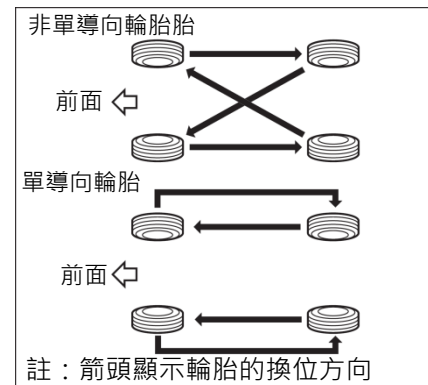 非單導向輪胎胎
前面
單導向輪胎
前面
註：箭頭顯示輪胎的換位方向